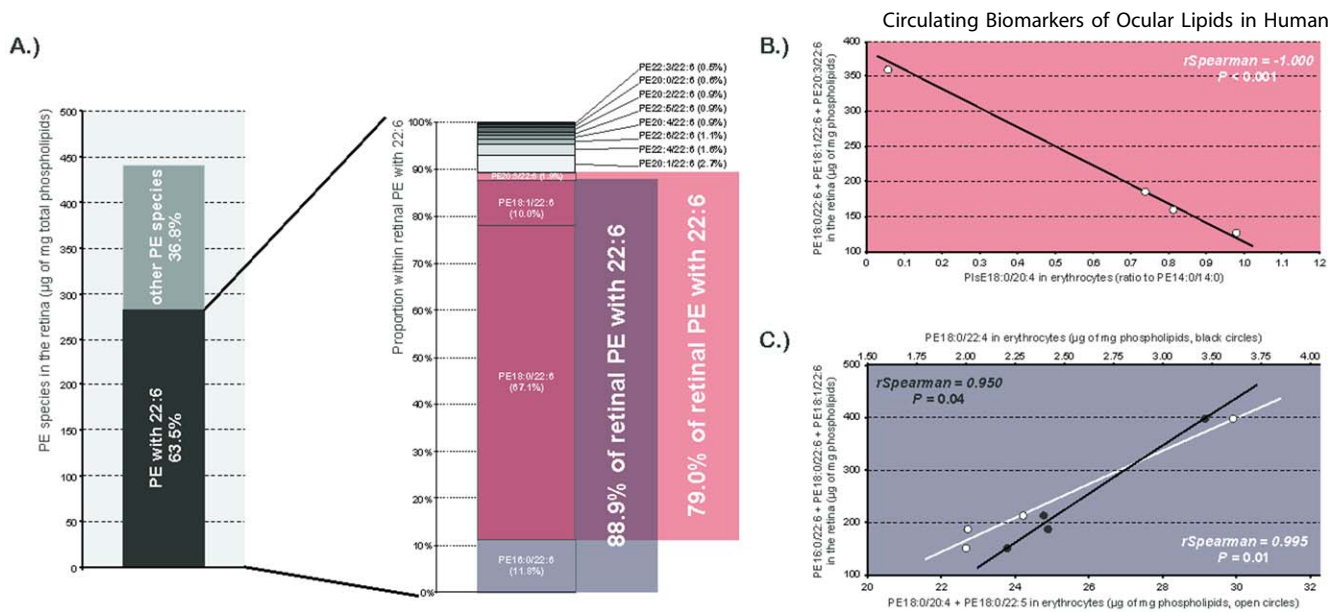 Circulating Biomarkers of Ocular Lipids in Human
A.)
PE species in the retina (µg of mg total phospholipids)
500
450
400
350
300
250
200
150
100
50
0
other PE species
36.8%
PE with 22:6
63.5%
Proportion within retinal PE with 22:6
100%
90%
80%
70%
60%
50%
40%
30%
20%
10%
0%
PE22:3/22:6 (0.5%)
PE20:0/22:6 (0.6%)
PE20:2/22:6 (0.9%)
PE22:5/22:6 (0.9%)
PE20:4/22:6 (0.9%)
PE22:6/22:6 (1.1%)
PE22:4/22:6 (1.6%)
PE20:1/22:6 (2.7%)
PE18:1/22:6
(10.0%)
PE18:0/22:6
(67.1%)
PE16:0/22:6
(11.8%)
88.9% of retinal PE with 22:6
79.0% of retinal PE with 22:6
B.)
PE18:0/22:6 + PE18:1/22:6 + PE20:3/22:6
in the retina (µg of mg phospholipids)
400
350
300
250
200
150
100
rSpearman = -1.000
P < 0.001
0 0.1 0.2 0.3 0.4 0.5 0.6 0.7 0.8 0.9 1.0 1.1 1.2
PlsE18:0/20:4 in erythrocytes (ratio to PE14:0/14:0)
C.)
PE18:0/22:4 in erythrocytes (µg of mg phospholipids, black circles)
1.50 1.75 2.00 2.25 2.50 2.75 3.00 3.25 3.50 3.75 4.00
PE16:0/22:6 + PE18:0/22:6 + PE18:1/22:6
in the retina (µg of mg phospholipids)
500
400
300
200
100
rSpearman = 0.950
P = 0.04
rSpearman = 0.995
P = 0.01
20 22 24 26 28 30 32
PE18:0/20:4 + PE18:0/22:5 in erythrocytes (µg of mg phospholipids, open circles)